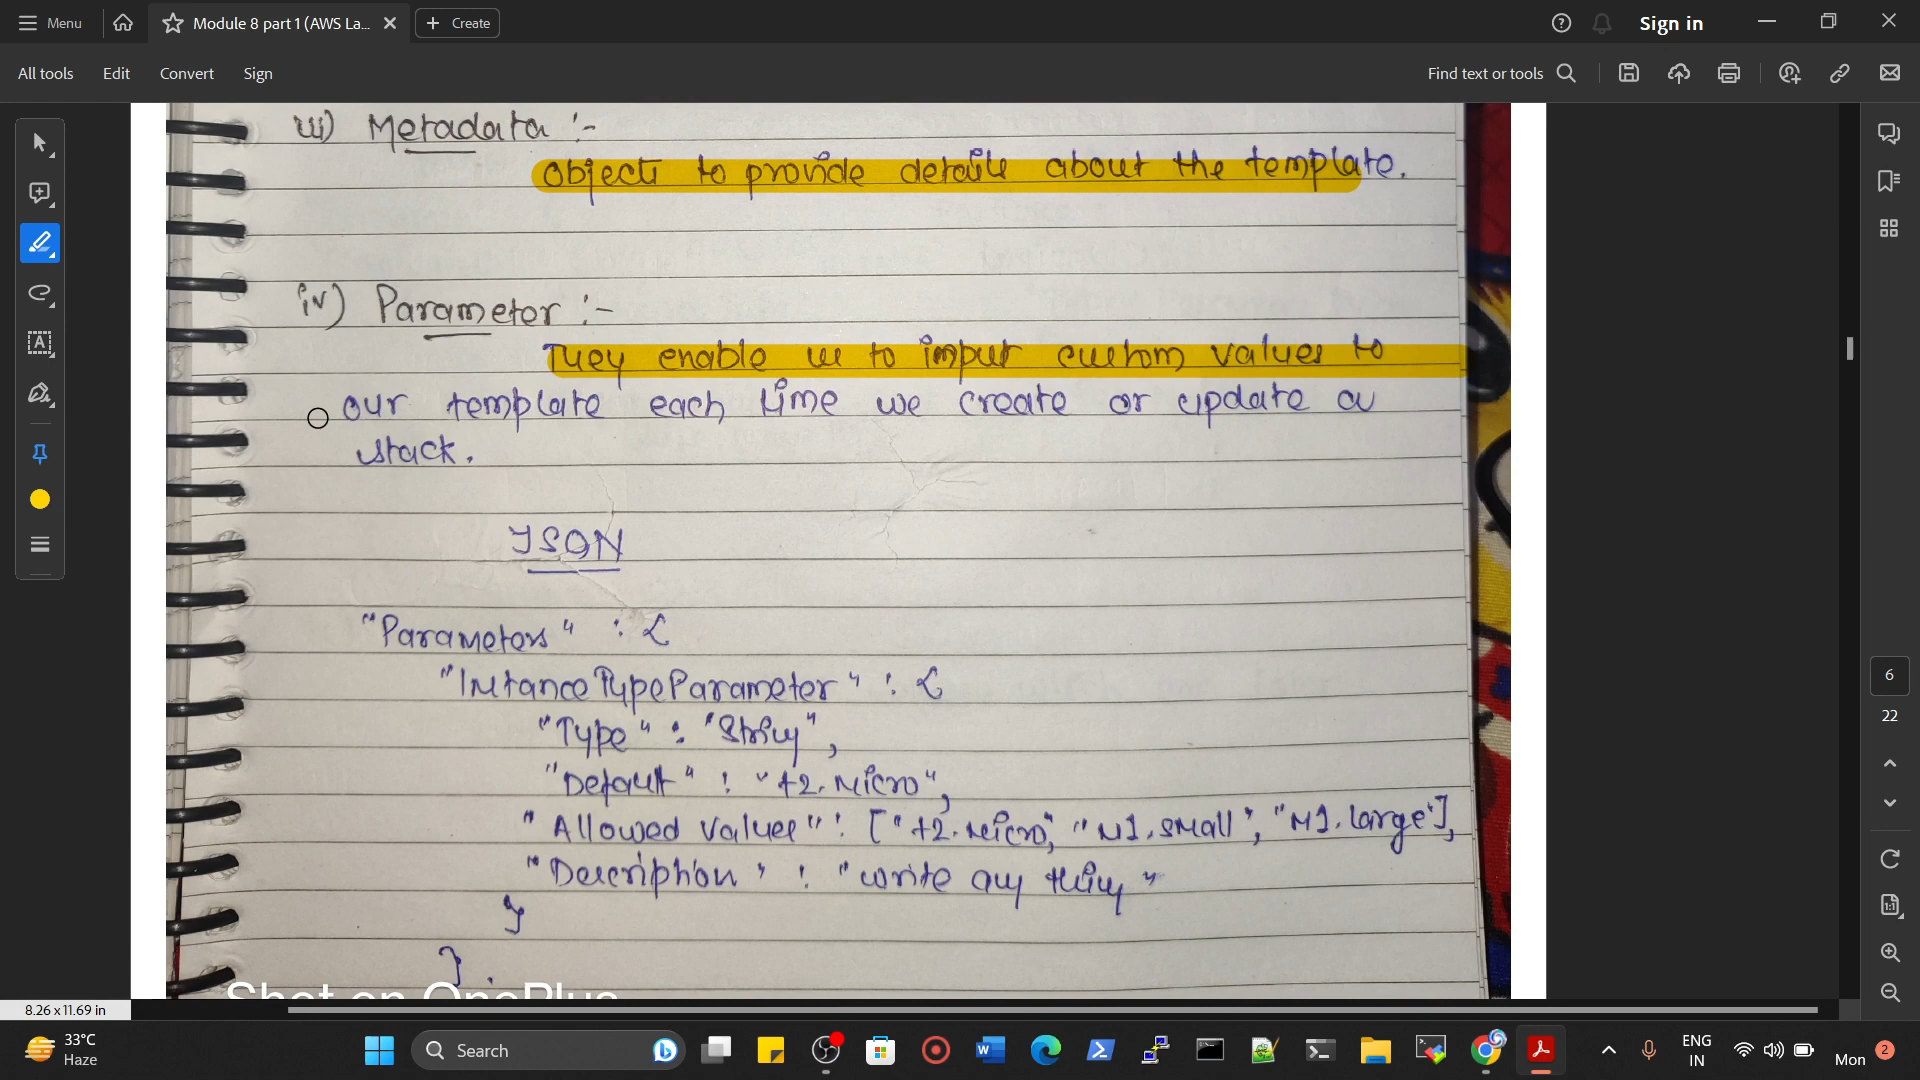 Menu
Module 8 part 1 (AWS La...
Create
Sign in
All tools
Edit
Convert
Sign
Find text or tools
iii) Metadata :-
objects to provide details about the template.
iv) Parameter :-
They enable us to input custom values to
our template each time we create or update a
stack.
JSON
"Parameters" : {
"InstanceTypeParameter" : {
"Type" : "String",
"Default" : "t2.micro",
"Allowed Values" : ["t2.micro", "M1.small", "M1.large"],
"Description" : "write any thing"
}
} .
Shot on OnePlus
6
22
8.26 x 11.69 in
33°C
Haze
Search
ENG
IN
Mon
2